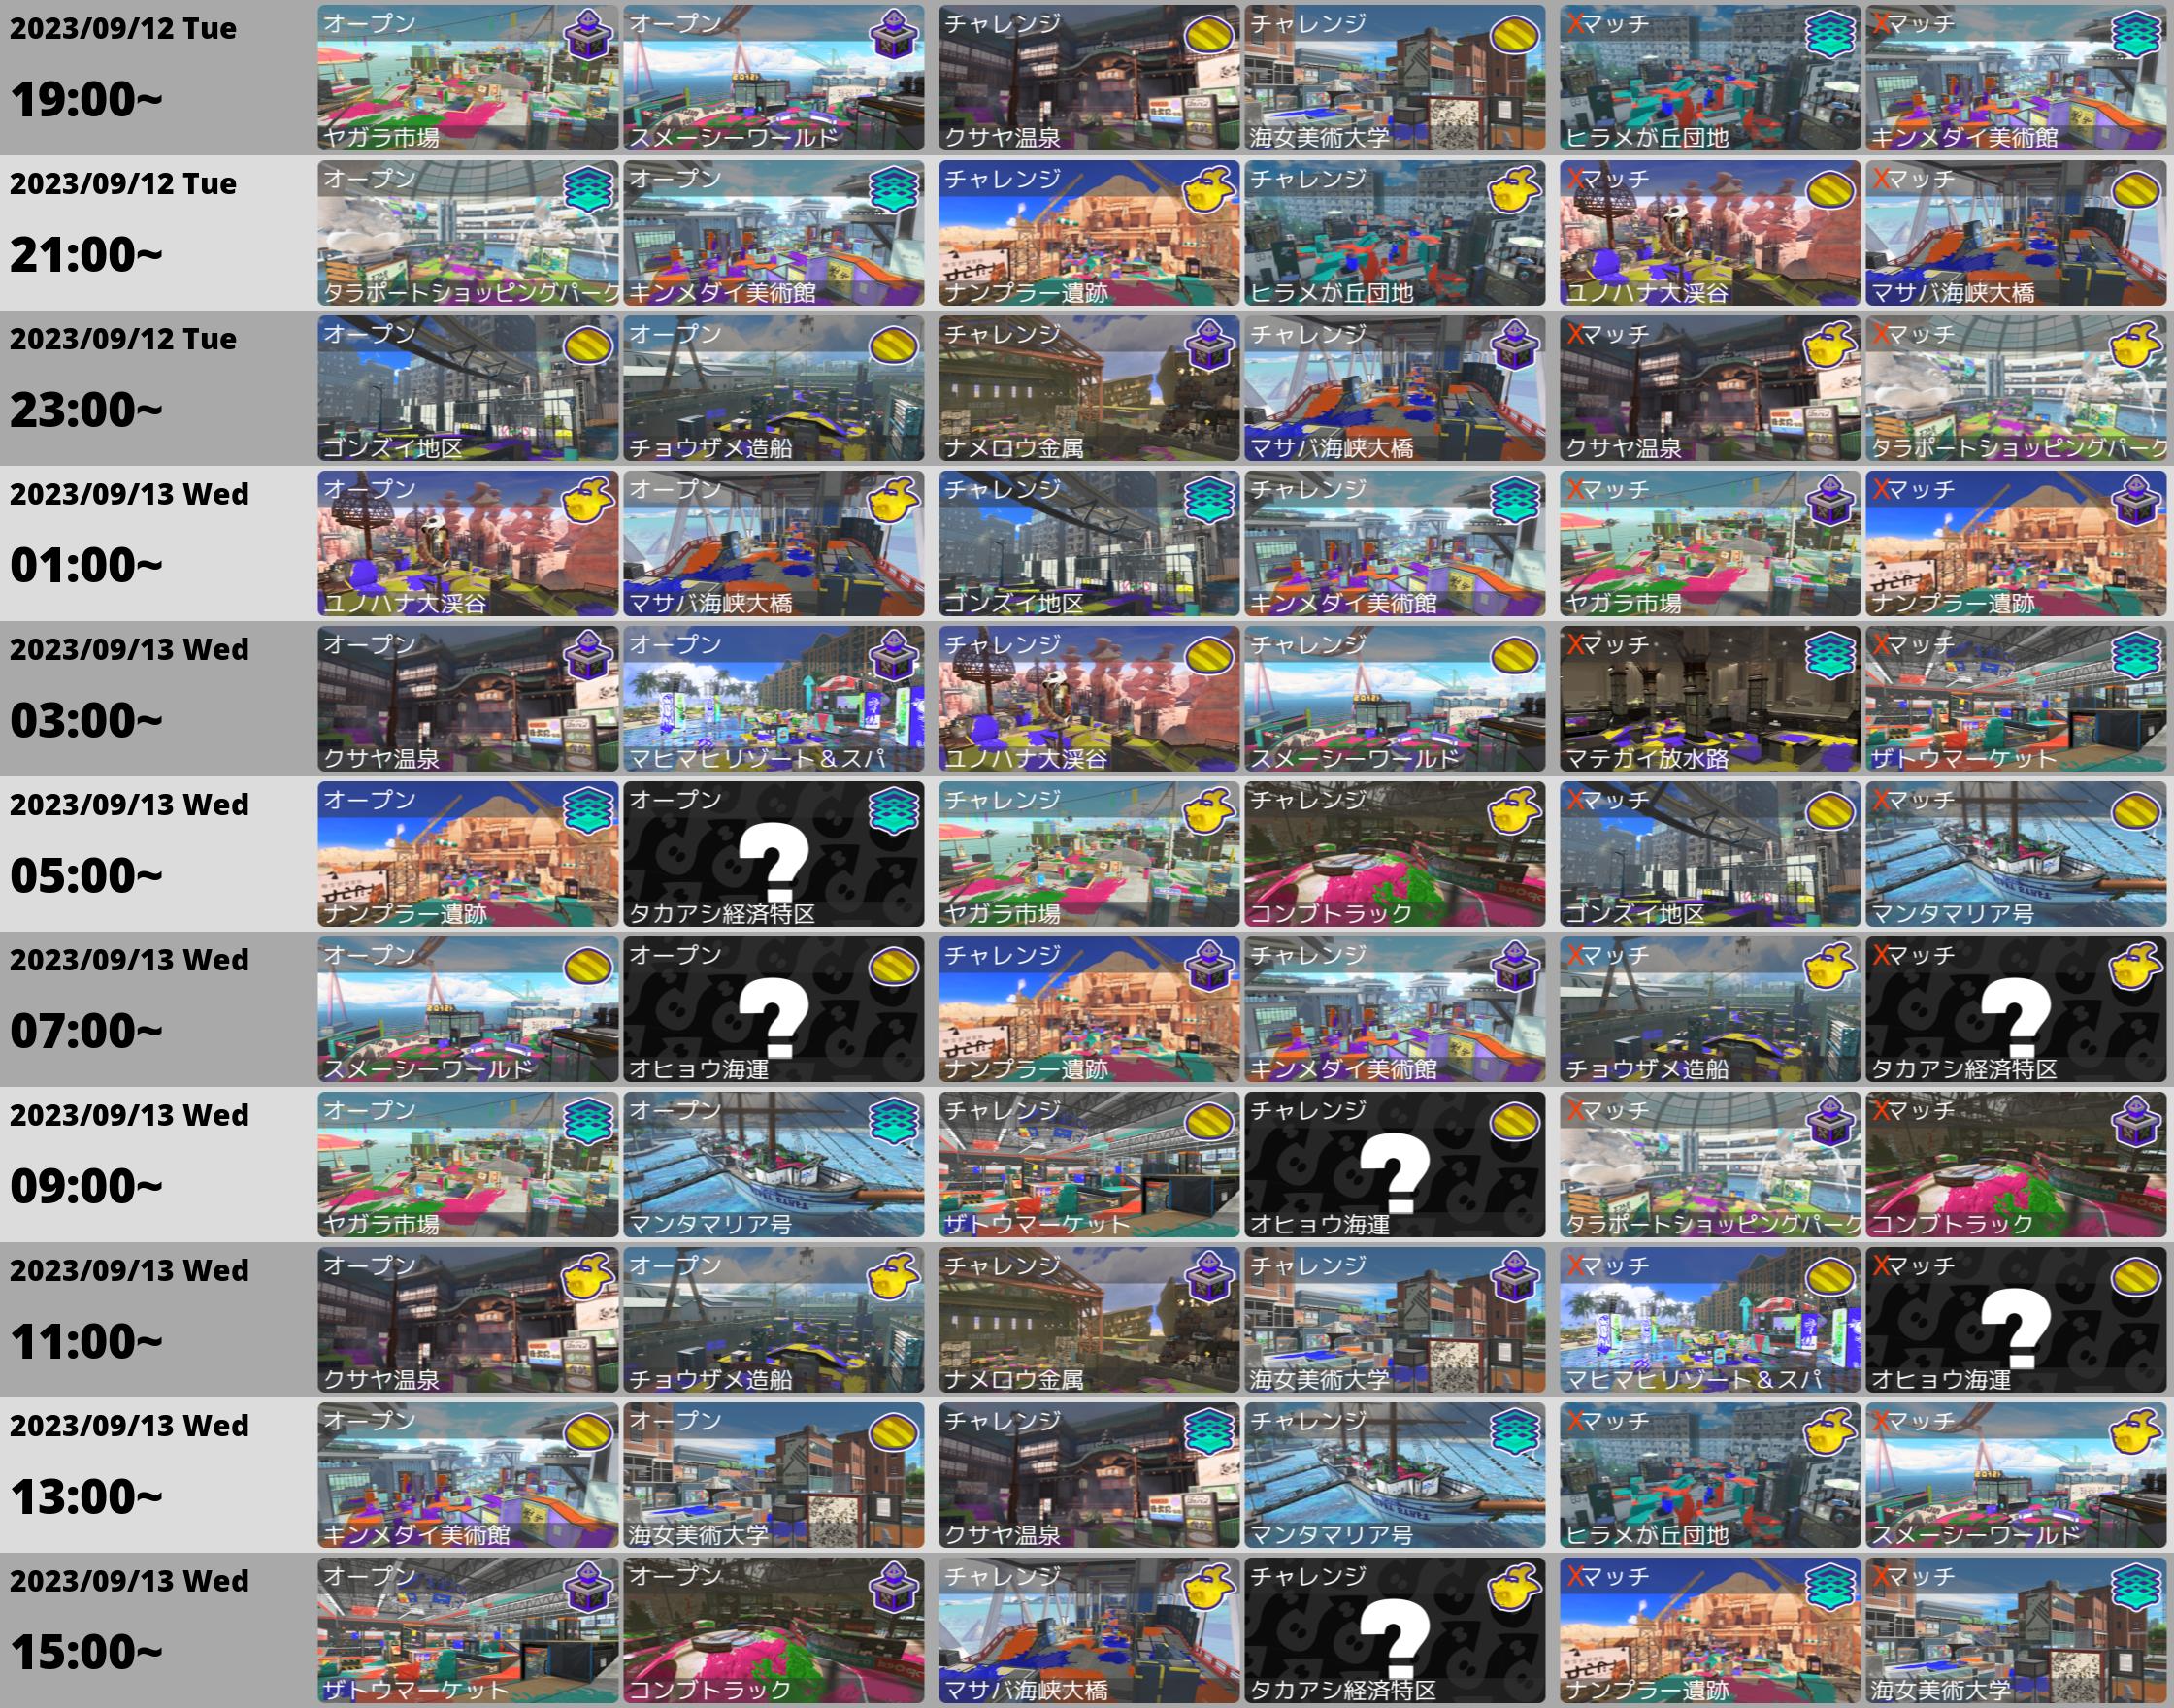 2023/09/12 Tue
19:00~
オープン
ヤガラ市場
オープン
スメーシーワールド
チャレンジ
クサヤ温泉
チャレンジ
海女美術大学
Xマッチ
ヒラメが丘団地
Xマッチ
キンメダイ美術館
2023/09/12 Tue
21:00~
オープン
タラポートショッピングパーク
オープン
キンメダイ美術館
チャレンジ
ナンプラー遺跡
チャレンジ
ヒラメが丘団地
Xマッチ
ユノハナ大渓谷
Xマッチ
マサバ海峡大橋
2023/09/12 Tue
23:00~
オープン
ゴンズイ地区
オープン
チョウザメ造船
チャレンジ
ナメロウ金属
チャレンジ
マサバ海峡大橋
Xマッチ
クサヤ温泉
Xマッチ
タラポートショッピングパーク
2023/09/13 Wed
01:00~
オープン
ユノハナ大渓谷
オープン
マサバ海峡大橋
チャレンジ
ゴンズイ地区
チャレンジ
キンメダイ美術館
Xマッチ
ヤガラ市場
Xマッチ
ナンプラー遺跡
2023/09/13 Wed
03:00~
オープン
クサヤ温泉
オープン
マヒマヒリゾート＆スパ
チャレンジ
ユノハナ大渓谷
チャレンジ
スメーシーワールド
Xマッチ
マテガイ放水路
Xマッチ
ザトウマーケット
2023/09/13 Wed
05:00~
オープン
ナンプラー遺跡
オープン
?
タカアシ経済特区
チャレンジ
ヤガラ市場
チャレンジ
コンブトラック
Xマッチ
ゴンズイ地区
Xマッチ
マンタマリア号
2023/09/13 Wed
07:00~
オープン
スメーシーワールド
オープン
?
オヒョウ海運
チャレンジ
ナンプラー遺跡
チャレンジ
キンメダイ美術館
Xマッチ
チョウザメ造船
Xマッチ
?
タカアシ経済特区
2023/09/13 Wed
09:00~
オープン
ヤガラ市場
オープン
マンタマリア号
チャレンジ
ザトウマーケット
チャレンジ
?
オヒョウ海運
Xマッチ
タラポートショッピングパーク
Xマッチ
コンブトラック
2023/09/13 Wed
11:00~
オープン
クサヤ温泉
オープン
チョウザメ造船
チャレンジ
ナメロウ金属
チャレンジ
海女美術大学
Xマッチ
マヒマヒリゾート＆スパ
Xマッチ
?
オヒョウ海運
2023/09/13 Wed
13:00~
オープン
キンメダイ美術館
オープン
海女美術大学
チャレンジ
クサヤ温泉
チャレンジ
マンタマリア号
Xマッチ
ヒラメが丘団地
Xマッチ
スメーシーワールド
2023/09/13 Wed
15:00~
オープン
ザトウマーケット
オープン
コンブトラック
チャレンジ
マサバ海峡大橋
チャレンジ
?
タカアシ経済特区
Xマッチ
ナンプラー遺跡
Xマッチ
海女美術大学